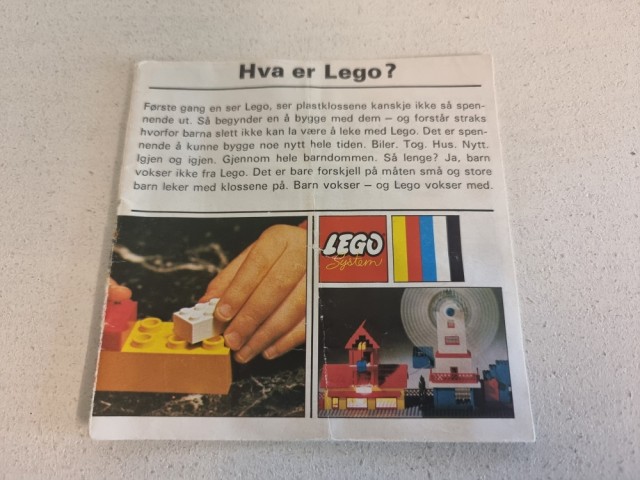 Hva er Lego?
Første gang en ser Lego, ser plastklossene kanskje ikke så spen-
nende ut. Så begynder en å bygge med dem – og forstår straks
hvorfor barna slett ikke kan la være å leke med Lego. Det er spen-
nende å kunne bygge noe nytt hele tiden. Biler. Tog. Hus. Nytt.
Igjen og igjen. Gjennom hele barndommen. Så lenge? Ja, barn
vokser ikke fra Lego. Det er bare forskjell på måten små og store
barn leker med klossene på. Barn vokser – og Lego vokser med.
LEGO
System